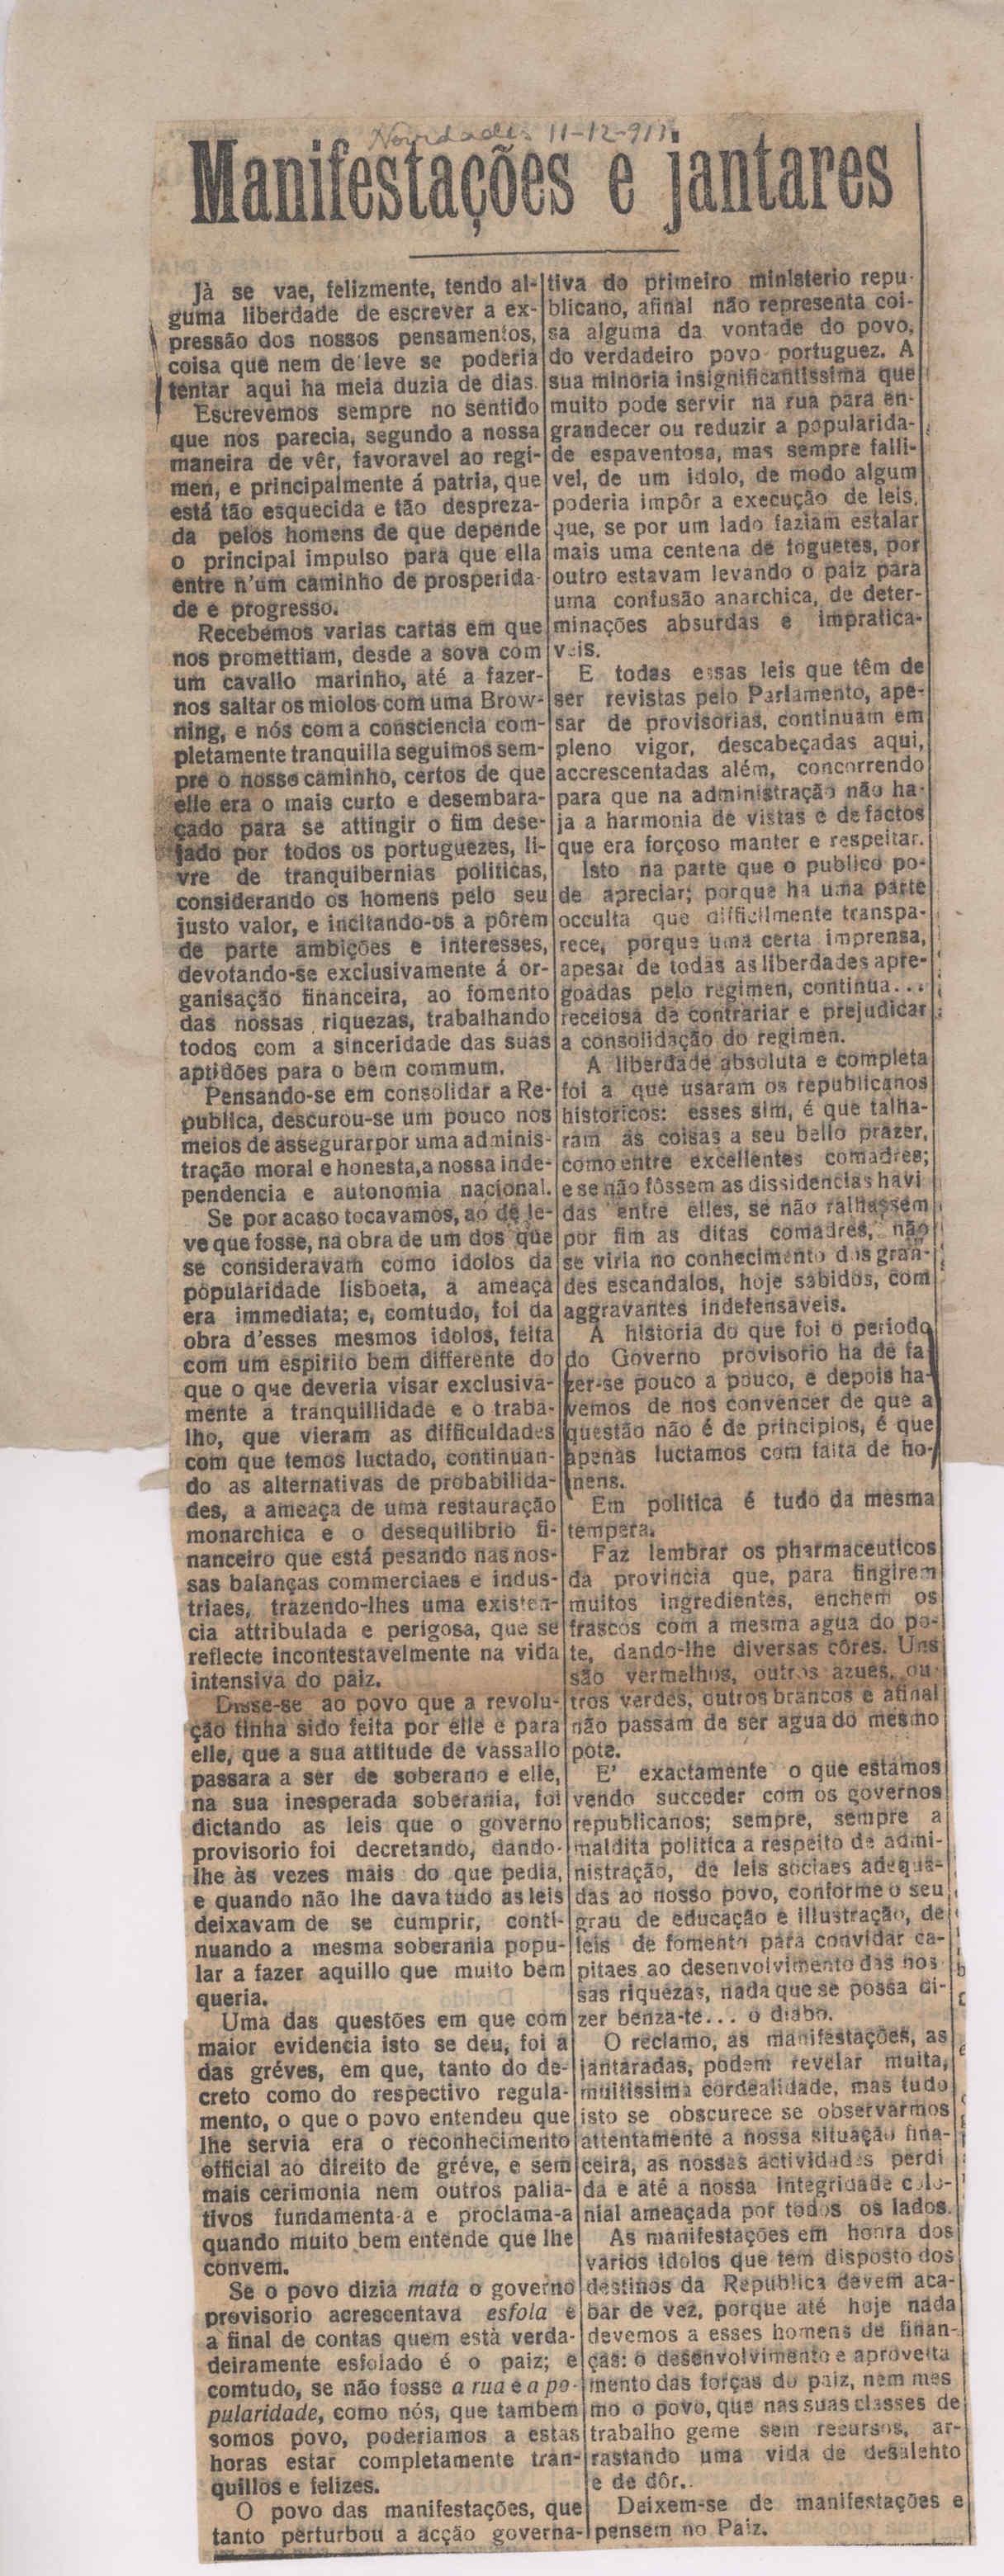 Novidades 11-12-911
Manifestações e jantares
Jà se vae, felizmente, tendo al-
guma liberdade de escrever a ex-
pressão dos nossos pensamentos,
coisa que nem de leve se poderia
tentar aqui ha meia duzia de dias.
Escrevemos sempre no sentido
que nos parecia, segundo a nossa
maneira de vêr, favoravel ao regi-
men, e principalmente á patria, que
está tão esquecida e tão despreza-
da pelos homens de que depende
o principal impulso para que ella
entre n'um caminho de prosperida-
de e progresso.
Recebémos varias cartas em que
nos promettiam, desde a sova com
um cavallo marinho, até a fazer-
nos saltar os miolos com uma Brow-
ning, e nós com a consciencia com-
pletamente tranquilla seguimos sem-
pre o nosso caminho, certos de que
elle era o mais curto e desembara-
çado para se attingir o fim dese-
jado por todos os portuguezes, li-
vre de tranquibernias politicas,
considerando os homens pelo seu
justo valor, e incitando-os a pôrem
de parte ambições e interesses,
devotando-se exclusivamente á or-
ganisação financeira, ao fomento
das nossas riquezas, trabalhando
todos com a sinceridade das suas
aptidões para o bem commum.
Pensando-se em consolidar a Re-
publica, descurou-se um pouco nos
meios de assegurar por uma adminis-
tração moral e honesta, a nossa inde-
pendencia e autonomia nacional.
Se por acaso tocavamos, ao de le-
ve que fosse, na obra de um dos que
se consideravam como idolos da
popularidade lisboeta, a ameaça
era immediata; e, comtudo, foi da
obra d'esses mesmos idolos, feita
com um espirito bem differente do
que o que deveria visar exclusiva-
mente a tranquillidade e o traba-
lho, que vieram as difficuldades
com que temos luctado, continuan-
do as alternativas de probabilida-
des, a ameaça de uma restauração
monarchica e o desequilibrio fi-
nanceiro que está pesando nas nos-
sas balanças commerciaes e indus-
triaes, trazendo-lhes uma existen-
cia attribulada e perigosa, que se
reflecte incontestavelmente na vida
intensiva do paiz.
Disse-se ao povo que a revolu-
ção tinha sido feita por elle e para
elle, que a sua attitude de vassallo
passara a ser de soberano e elle,
na sua inesperada soberania, foi
dictando as leis que o governo
provisorio foi decretando, dando-
lhe às vezes mais do que pedia,
e quando não lhe dava tudo as leis
deixavam de se cumprir, conti-
nuando a mesma soberania popu-
lar a fazer aquillo que muito bem
queria.
Uma das questões em que com
maior evidencia isto se deu, foi a
das gréves, em que, tanto do de-
creto como do respectivo regula-
mento, o que o povo entendeu que
lhe servia era o reconhecimento
official ao direito de gréve, e sem
mais cerimonia nem outros palia-
tivos fundamenta-a e proclama-a
quando muito bem entende que lhe
convem.
Se o povo dizia mata o governo
provisorio acrescentava esfola e
a final de contas quem està verda-
deiramente esfolado é o paiz; e
comtudo, se não fosse a rua e a po-
pularidade, como nós, que tambem
somos povo, poderiamos a estas
horas estar completamente tran-
quillos e felizes.
O povo das manifestações, que
tanto perturbou a acção governa-
tiva do primeiro ministerio repu-
blicano, afinal não representa coi-
sa alguma da vontade do povo,
do verdadeiro povo portuguez. A
sua minoria insignificantissima que
muito pode servir na rua para en-
grandecer ou reduzir a popularida-
de espaventosa, mas sempre falli-
vel, de um idolo, de modo algum
poderia impôr a execução de leis,
que, se por um lado faziam estalar
mais uma centena de foguetes, por
outro estavam levando o paiz para
uma confusão anarchica, de deter-
minações absurdas e impratica-
veis.
E todas essas leis que têm de
ser revistas pelo Parlamento, ape-
sar de provisorias, continuam em
pleno vigor, descabeçadas aqui,
accrescentadas além, concorrendo
para que na administração não ha-
ja a harmonia de vistas e de factos
que era forçoso manter e respeitar.
Isto na parte que o publico po-
de apreciar; porque ha uma parte
occulta que difficilmente transpa-
rece, porque uma certa imprensa,
apesar de todas as liberdades apre-
goadas pelo regimen, continua...
receiosa de contrariar e prejudicar
a consolidação do regimen.
A liberdade absoluta e completa
foi a que usaram os republicanos
historicos: esses sim, é que talha-
ram ás coisas a seu bello prazer,
como entre excellentes comadres;
e se não fôssem as dissidencias havi
das entre elles, se não ralhassem
por fim as ditas comadres, não
se viria no conhecimento dos gran-
des escandalos, hoje sabidos, com
aggravantes indefensaveis.
A historia do que foi o periodo
do Governo provisorio ha de fa
zer-se pouco a pouco, e depois ha-
vemos de nos convencer de que a
questão não é de principios, é que
apenas luctamos com falta de ho-
mens.
Em politica é tudo da mesma
tempera.
Faz lembrar os pharmaceuticos
da provincia que, para fingirem
muitos ingredientes, enchem os
frascos com a mesma agua do po-
te, dando-lhe diversas côres. Uns
são vermelhos, outros azues, ou-
tros verdes, outros brancos e afinal
não passam de ser agua do mesmo
pote.
E' exactamente o que estamos
vendo succeder com os governos
republicanos; sempre, sempre a
maldita politica a respeito de admi-
nistração, de leis sociaes adequa-
das ao nosso povo, conforme o seu
grau de educação e illustração, de
leis de fomento para convidar ca-
pitaes ao desenvolvimento das nos
sas riquezas, nada que se possa di-
zer benza-te... o diabo.
O reclamo, as manifestações, as
jantaradas, podem revelar muita,
muitissima cordealidade, mas tudo
isto se obscurece se observarmos
attentamente a nossa situação fina-
ceira, as nossas actividades perdi
da e até a nossa integridade colo-
nial ameaçada por todos os lados.
As manifestações em honra dos
varios idolos que tem disposto dos
destinos da Republica devem aca-
bar de vez, porque até hoje nada
devemos a esses homens de finan-
ças: o desenvolvimento e aproveita
mento das forças do paiz, nem mes
mo o povo, que nas suas classes de
trabalho geme sem recursos, ar-
rastando uma vida de desalento
e de dôr.
Deixem-se de manifestações e
pensem no Paiz.